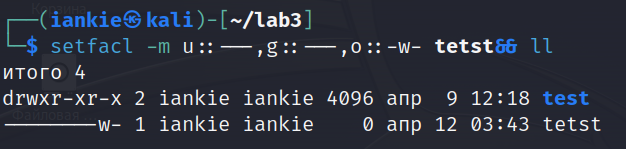 ┌──(iankie㉿kali)-[~/lab3]
└─$ setfacl -m u::---,g::---,o::-w- tetst&& ll
итого 4
drwxr-xr-x 2 iankie iankie 4096 апр  9 12:18 test
--------w- 1 iankie iankie    0 апр 12 03:43 tetst